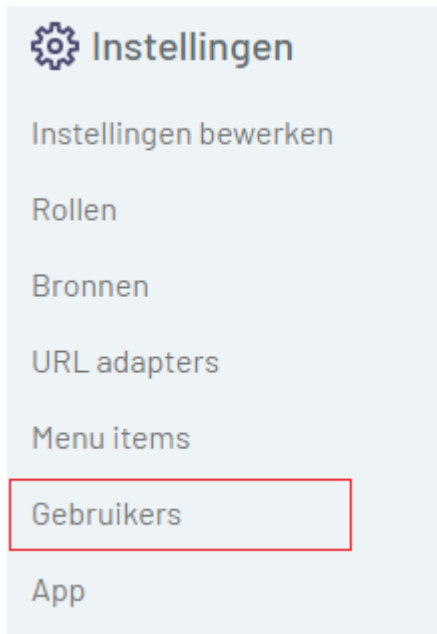 Instellingen
Instellingen bewerken
Rollen
Bronnen
URL adapters
Menu items
Gebruikers
App